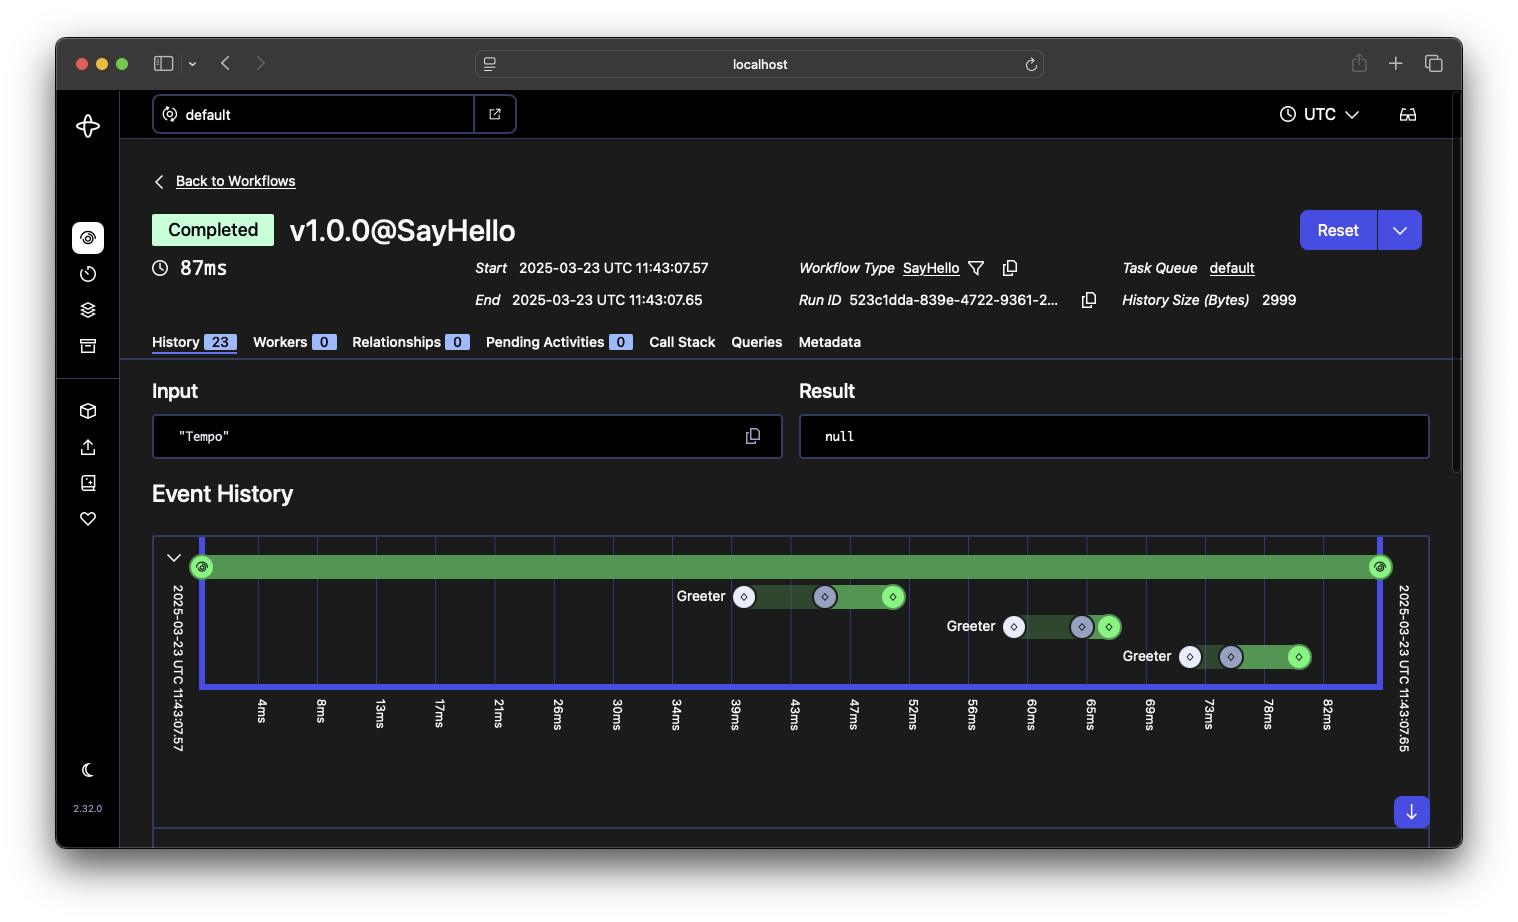 localhost
default
UTC
Back to Workflows
Completed v1.0.0@SayHello
Reset
87ms
Start 2025-03-23 UTC 11:43:07.57
Workflow Type SayHello
Task Queue default
End 2025-03-23 UTC 11:43:07.65
Run ID 523c1dda-839e-4722-9361-2...
History Size (Bytes) 2999
History 23 Workers 0 Relationships 0 Pending Activities 0 Call Stack Queries Metadata
Input
Result
"Tempo"
null
Event History
Greeter
Greeter
Greeter
2025-03-23 UTC 11:43:07.57
2025-03-23 UTC 11:43:07.65
4ms
8ms
13ms
17ms
21ms
26ms
30ms
34ms
39ms
43ms
47ms
52ms
56ms
60ms
65ms
69ms
73ms
78ms
82ms
2.32.0